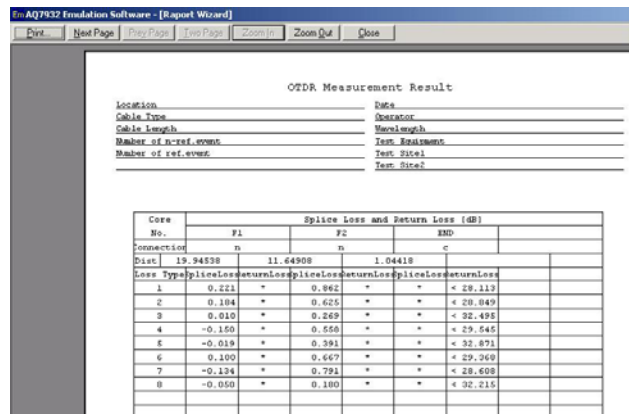 Em AQ7932 Emulation Software - [Raport Wizard]
Print... Next Page Prev Page Two Page Zoom In Zoom Out Close
OTDR Measurement Result
Location Date
Cable Type Operator
Cable Length Wavelength
Number of n-ref.event Test Equipment
Number of ref.event Test Site1
Test Site2
Core Splice Loss and Return Loss [dB]
No. F1 F2 END
Connection n n c
Dist 19.94538 11.64908 1.04418
Loss Type SpliceLoss ReturnLoss SpliceLoss ReturnLoss SpliceLoss ReturnLoss
1 0.221 * 0.862 * * < 28.113
2 0.184 * 0.625 * * < 28.849
3 0.010 * 0.269 * * < 32.495
4 -0.150 * 0.550 * * < 29.545
5 -0.019 * 0.391 * * < 32.871
6 0.100 * 0.667 * * < 29.360
7 -0.134 * 0.791 * * < 28.608
8 -0.050 * 0.180 * * < 32.215